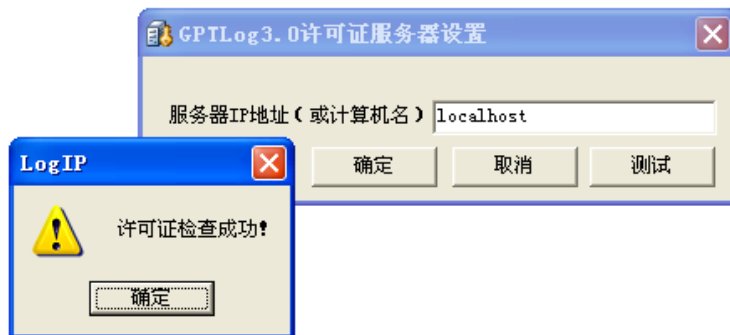 GPTLog3.0许可证服务器设置
服务器IP地址（或计算机名） localhost
确定 取消 测试
LogIP
许可证检查成功!
确定